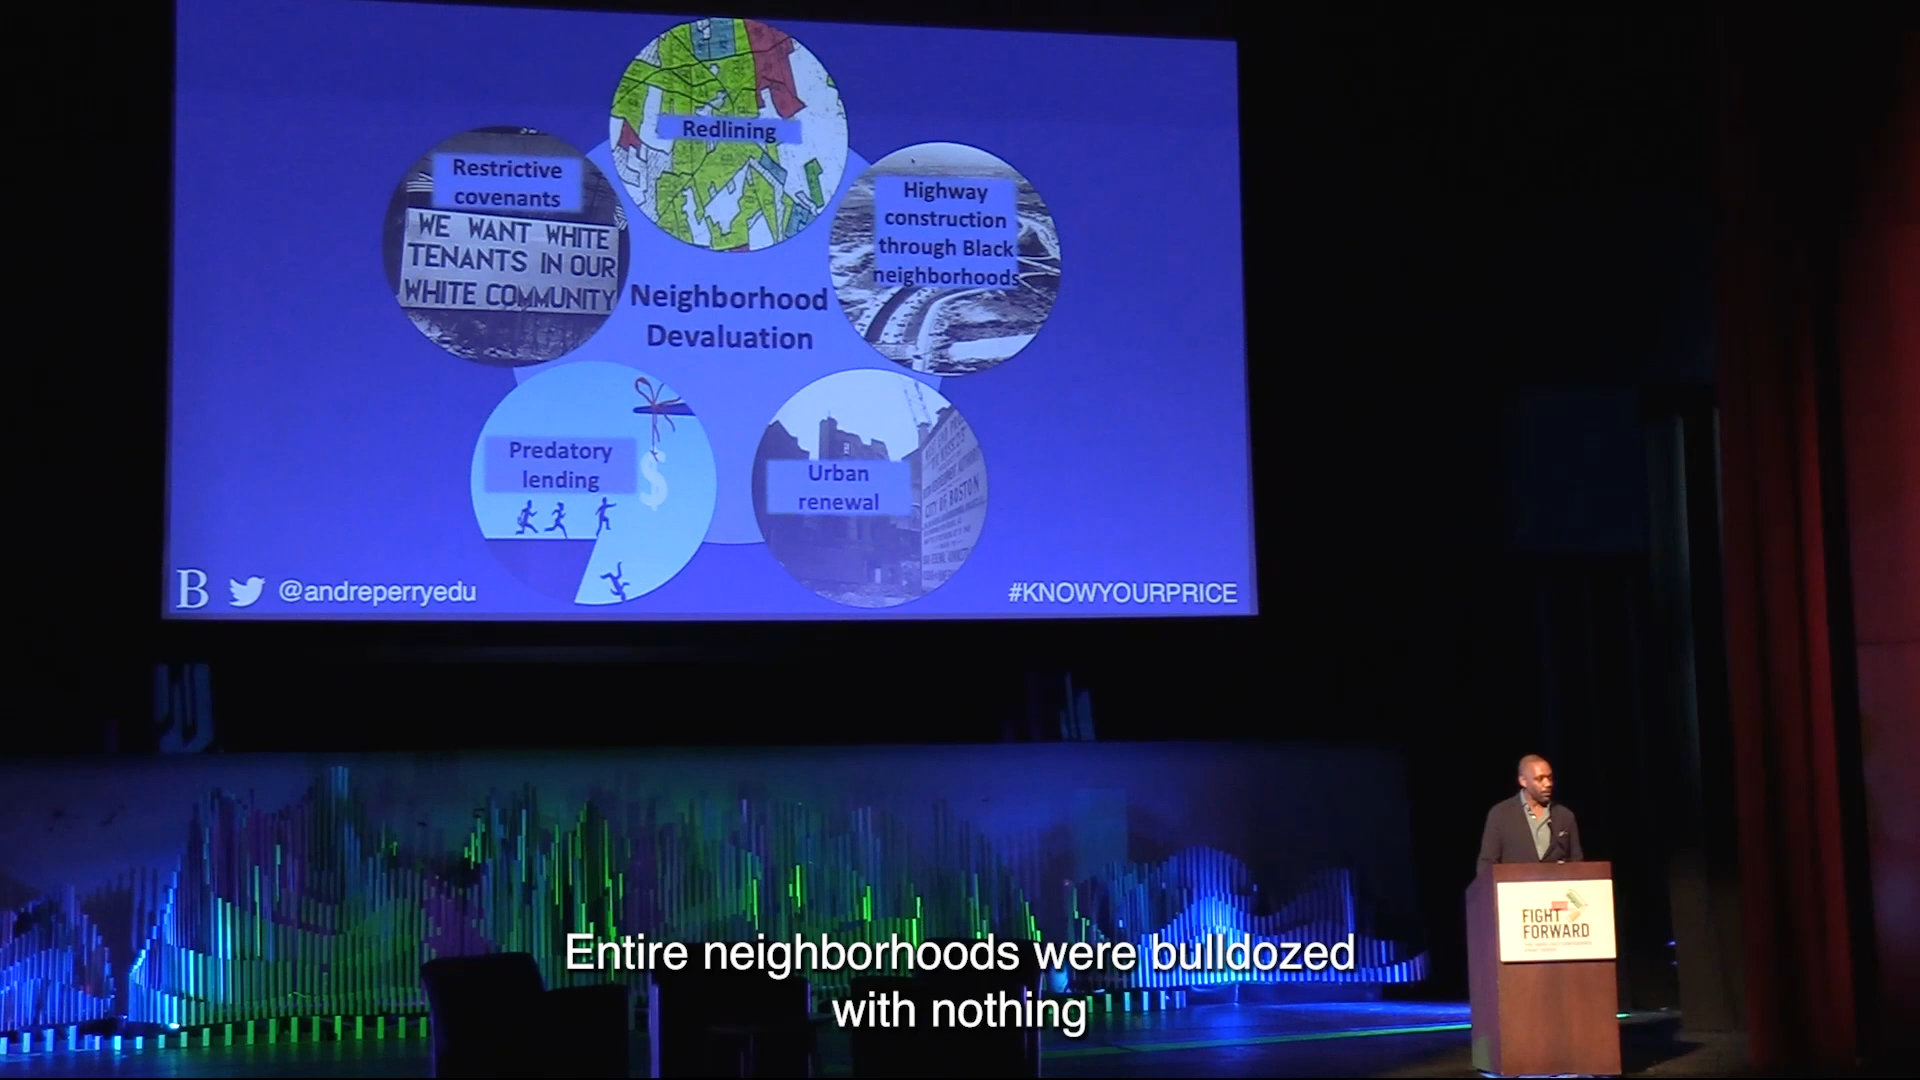 Redlining
Restrictive
covenants
WE WANT WHITE
TENANTS IN OUR
WHITE COMMUNITY
Highway
construction
through Black
neighborhoods
Neighborhood
Devaluation
Predatory
lending
$
Urban
renewal
CITY OF BOSTON
B @andreperryedu
#KNOWYOURPRICE
FIGHT
FORWARD
Entire neighborhoods were bulldozed
with nothing